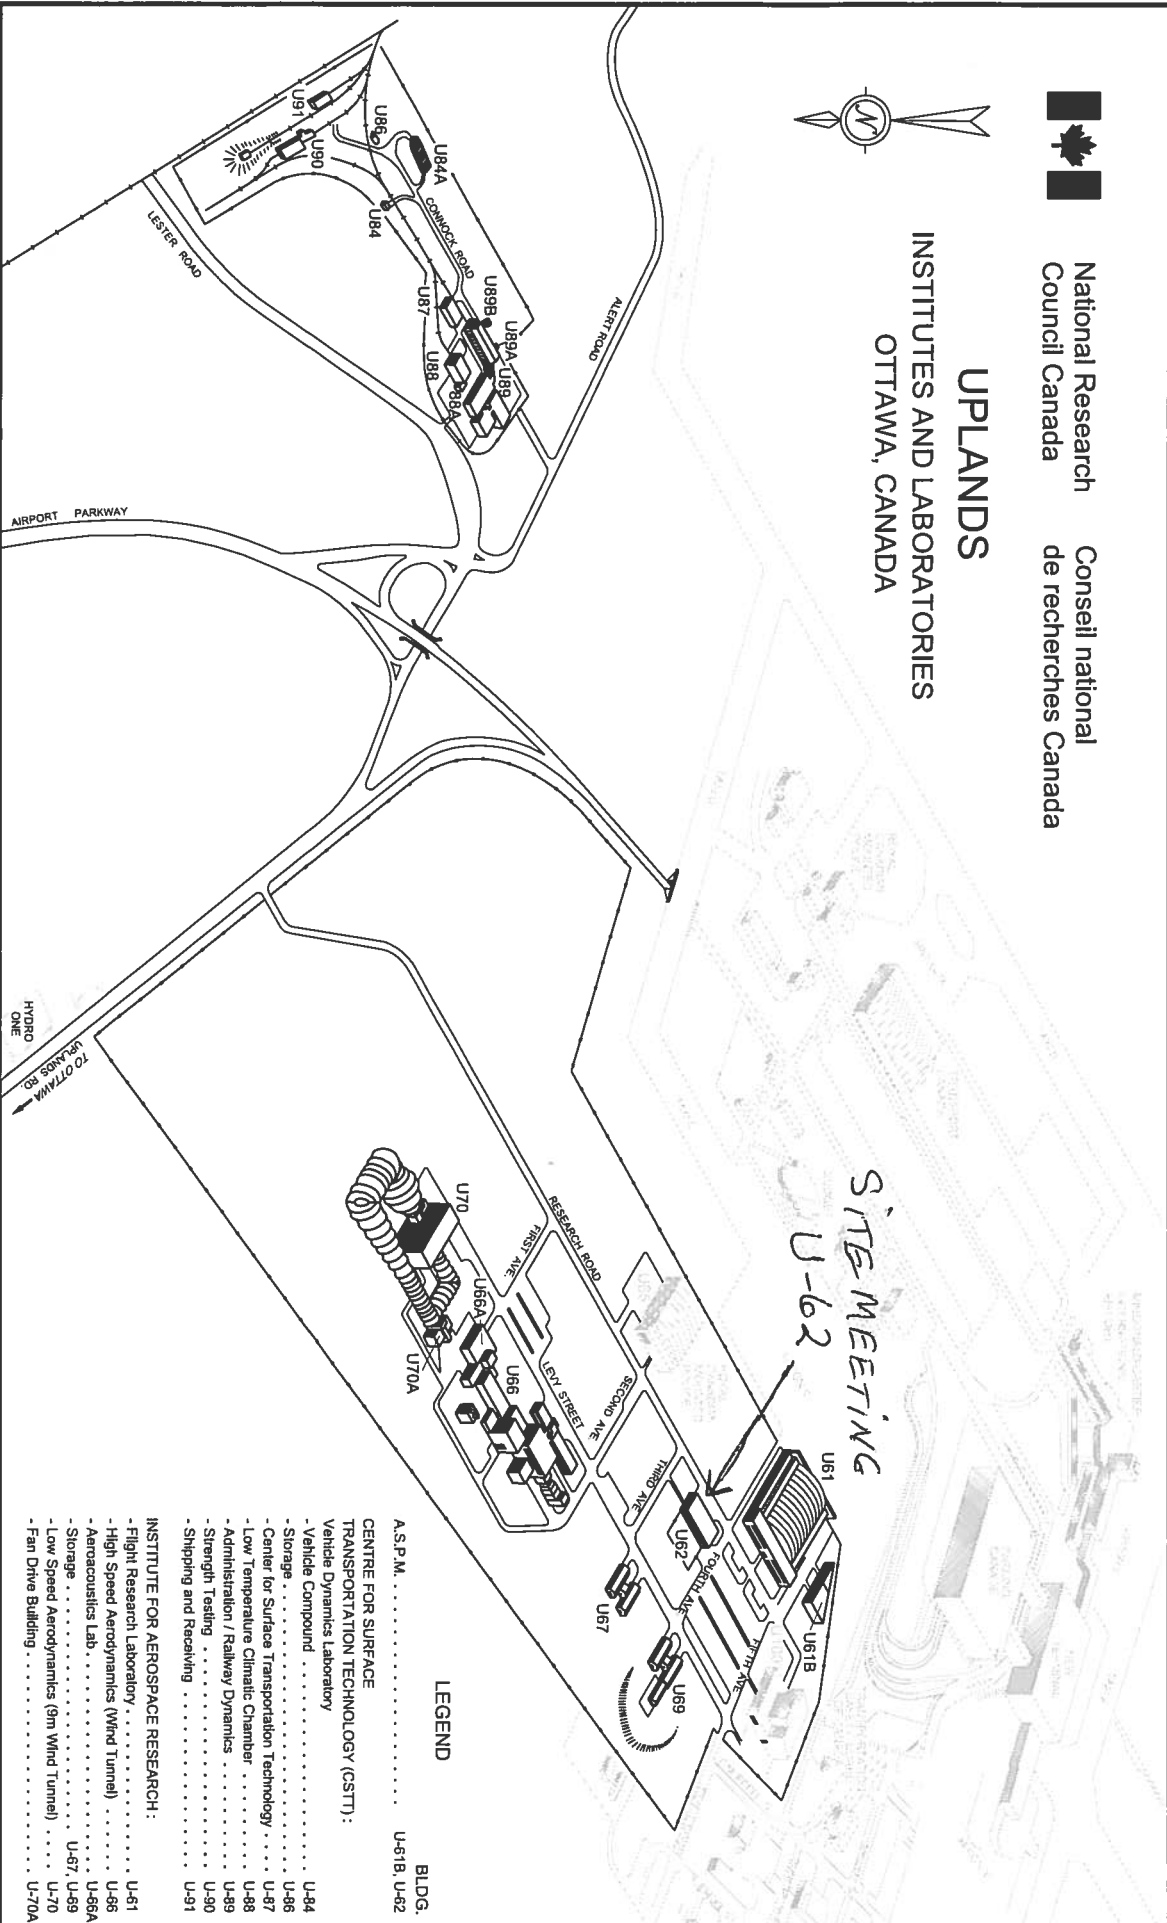 National Research
Council Canada
Conseil national
de recherches Canada
UPLANDS
INSTITUTES AND LABORATORIES
OTTAWA, CANADA
N
SITE MEETING
U-62
ALERT ROAD
CONNOCK ROAD
LESTER ROAD
AIRPORT PARKWAY
U91
U90
U86
U84A
U84
U87
U89B
U89A
U89
U88
88A
HYDRO
ONE
TO OTTAWA
UPLANDS RD.
RESEARCH ROAD
FIRST AVE.
LEVY STREET
SECOND AVE
THIRD AVE
FOURTH AVE
FIFTH AVE
U70
U70A
U66A
U66
U61
U61B
U62
U67
U69
LEGEND
BLDG.
A.S.P.M. . . . . . . . . . . . . . . . . . . U-61B, U-62
CENTRE FOR SURFACE
TRANSPORTATION TECHNOLOGY (CSTT) :
Vehicle Dynamics Laboratory
- Vehicle Compound . . . . . . . . . . . . . . . . . U-84
- Storage . . . . . . . . . . . . . . . . . . . . . U-86
- Center for Surface Transportation Technology . . . . . U-87
- Low Temperature Climatic Chamber . . . . . . . . U-88
- Administration / Railway Dynamics . . . . . . . . . U-89
- Strength Testing . . . . . . . . . . . . . . . . . U-90
- Shipping and Receiving . . . . . . . . . . . . . . U-91
INSTITUTE FOR AEROSPACE RESEARCH :
- Flight Research Laboratory . . . . . . . . . . . . U-61
- High Speed Aerodynamics (Wind Tunnel) . . . . . . U-66
- Aeroacoustics Lab . . . . . . . . . . . . . . . . U-66A
- Storage . . . . . . . . . . . . . . . . . . . U-67, U-69
- Low Speed Aerodynamics (9m Wind Tunnel) . . . . U-70
- Fan Drive Building . . . . . . . . . . . . . . . . U-70A